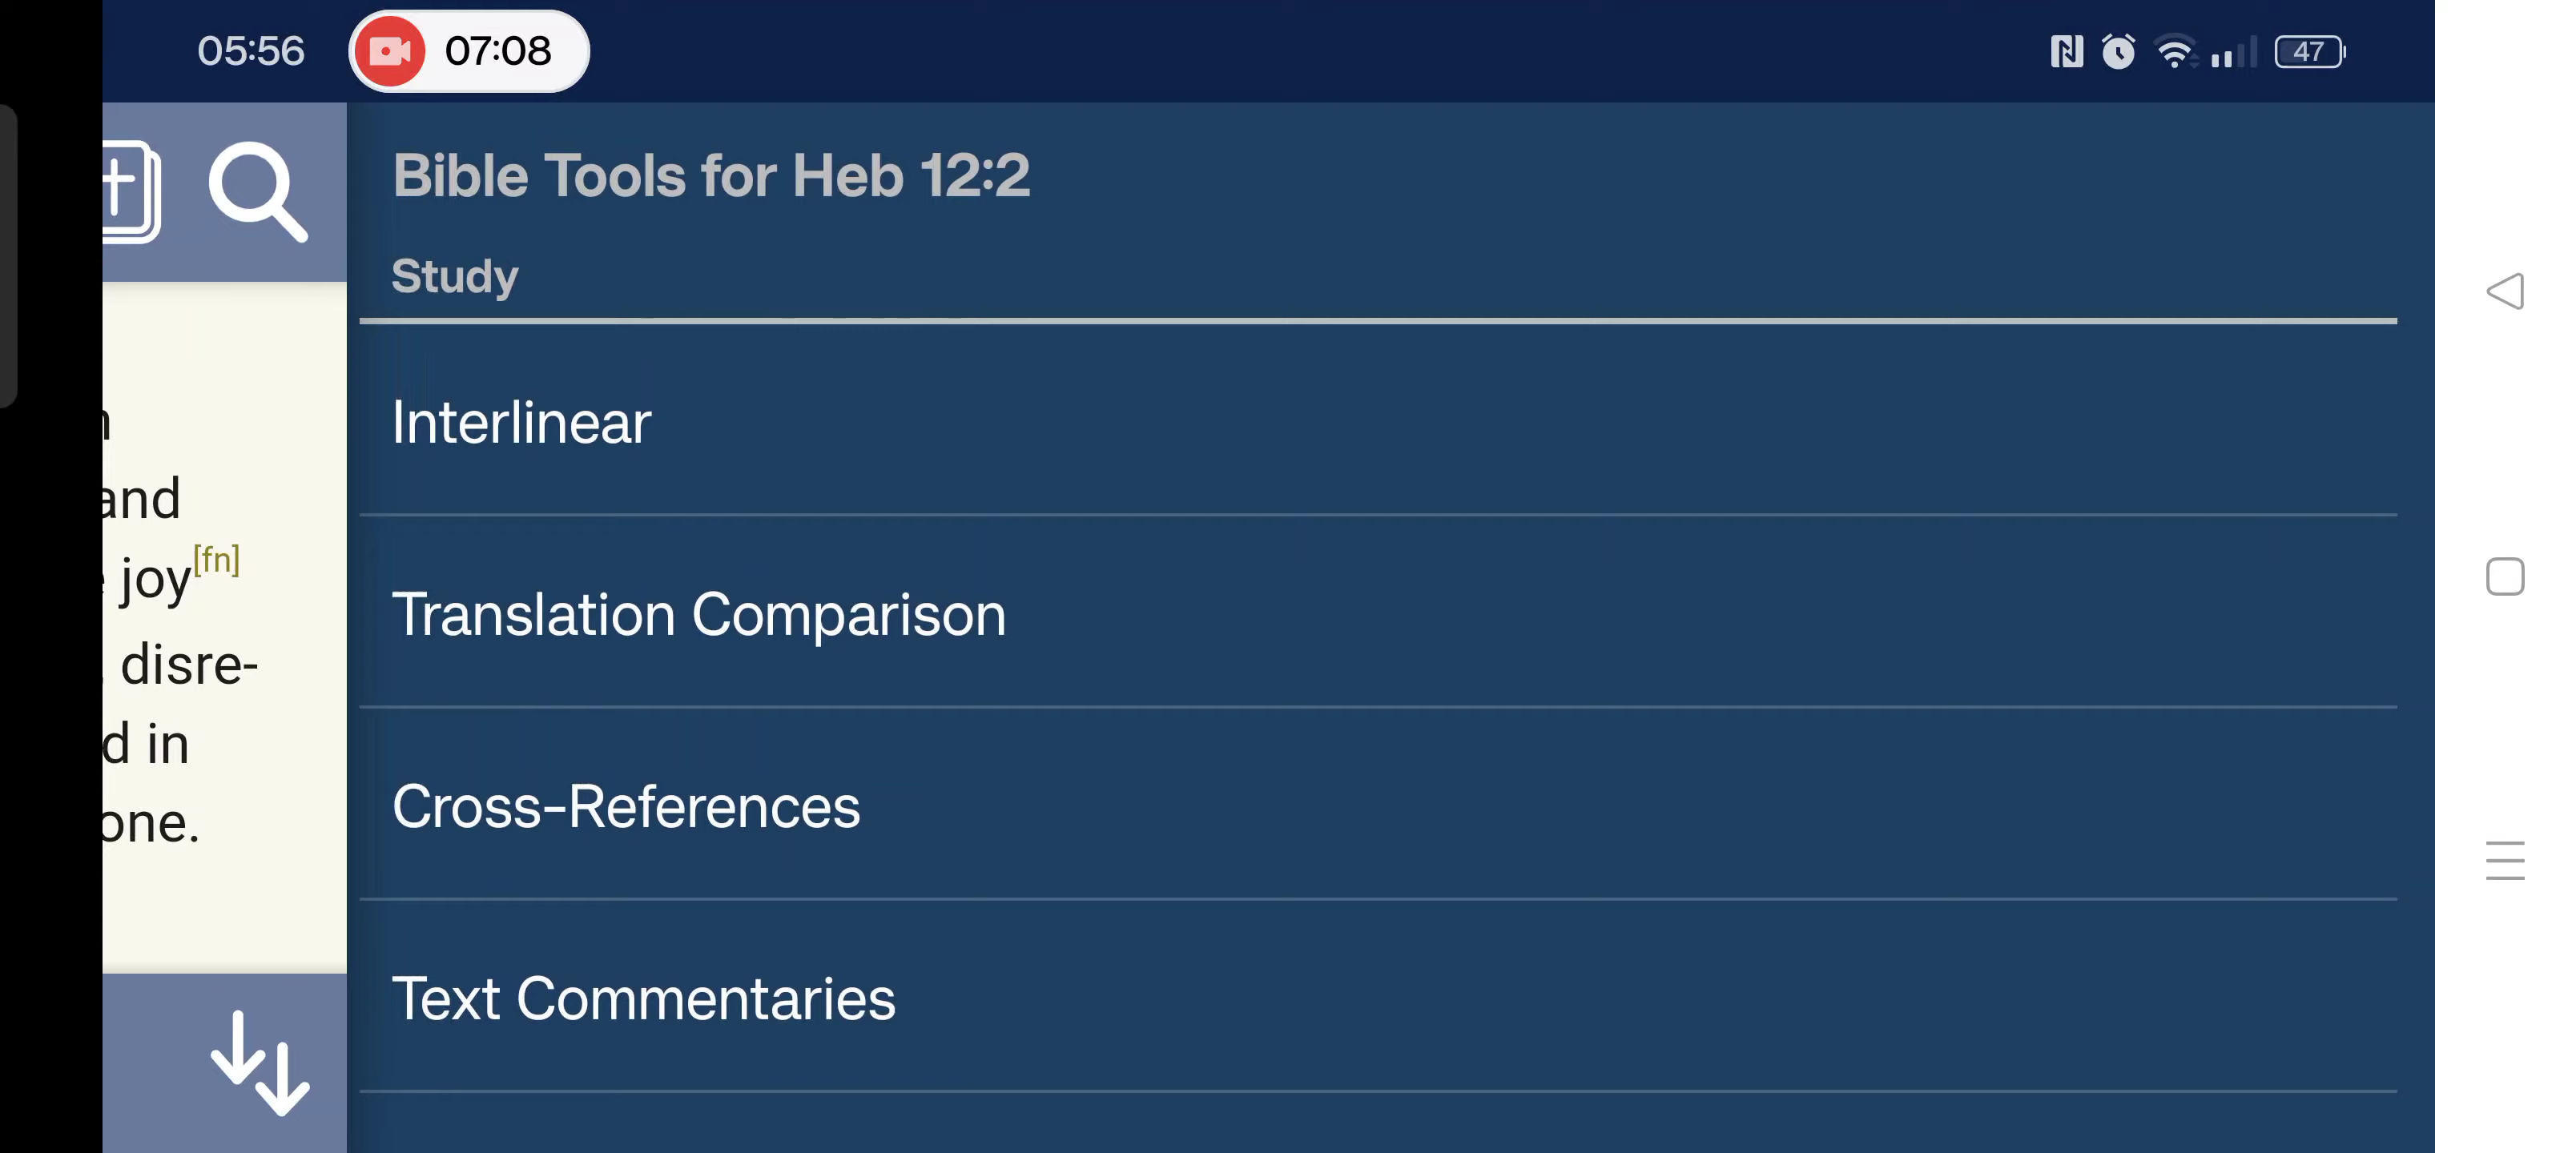 05:56 07:08 47
Bible Tools for Heb 12:2
Study
Interlinear
and
joy[fn]
Translation Comparison
disre-
d in
Cross-References
one.
Text Commentaries